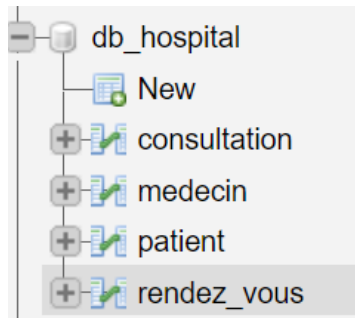 db_hospital
New
consultation
medecin
patient
rendez_vous